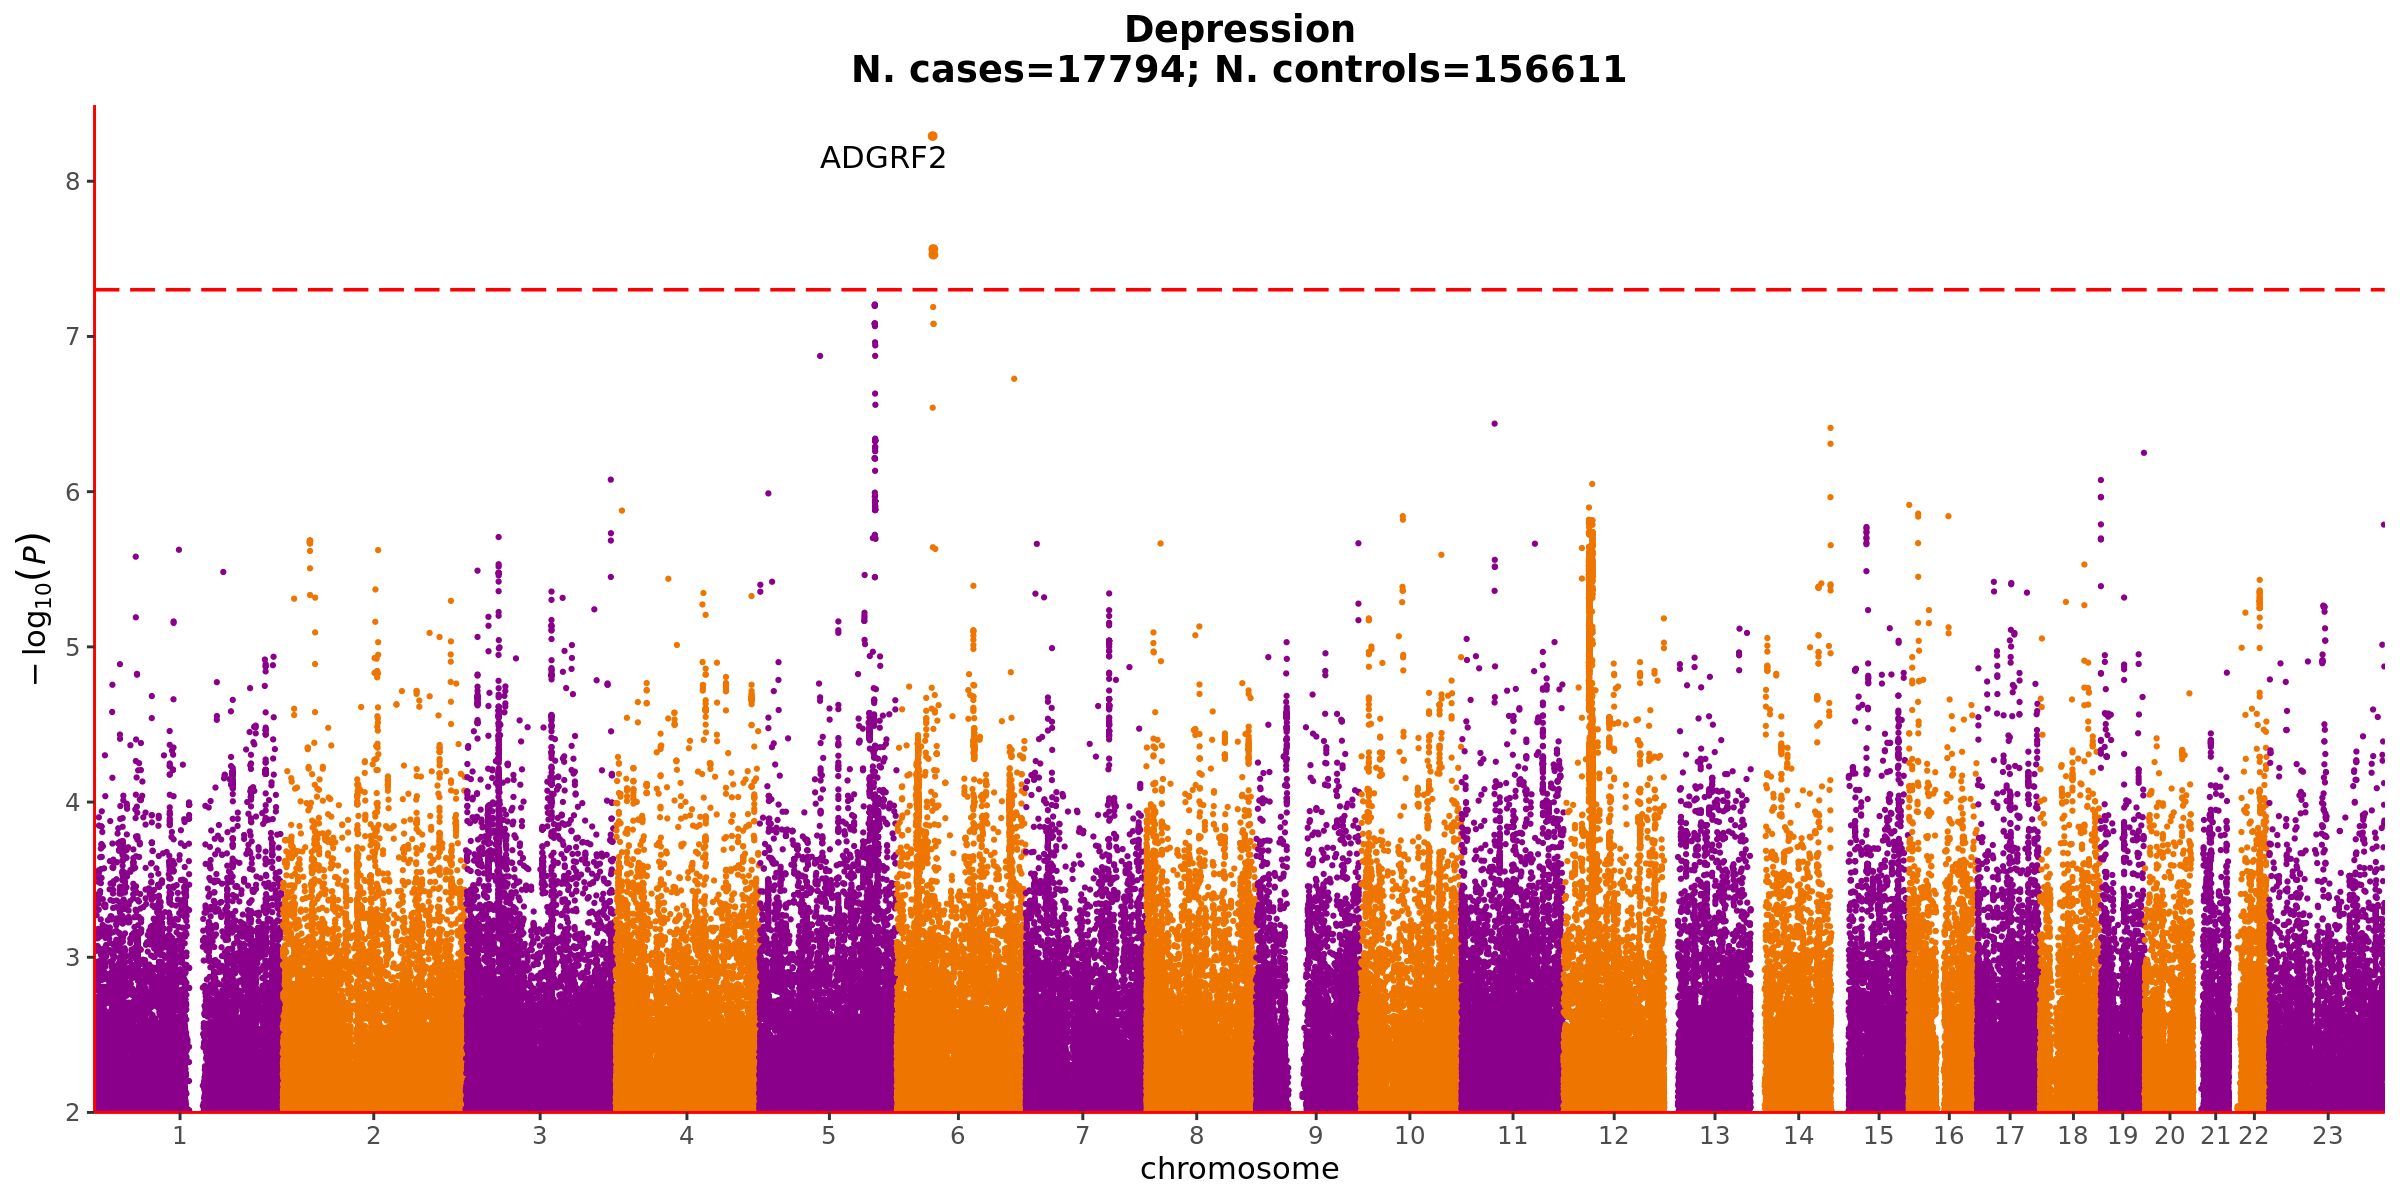 Depression
N. cases=17794; N. controls=156611
ADGRF2
8
7
6
5
4
3
2
−log10(P)
1 2 3 4 5 6 7 8 9 10 11 12 13 14 15 16 17 18 19 20 21 22 23
chromosome